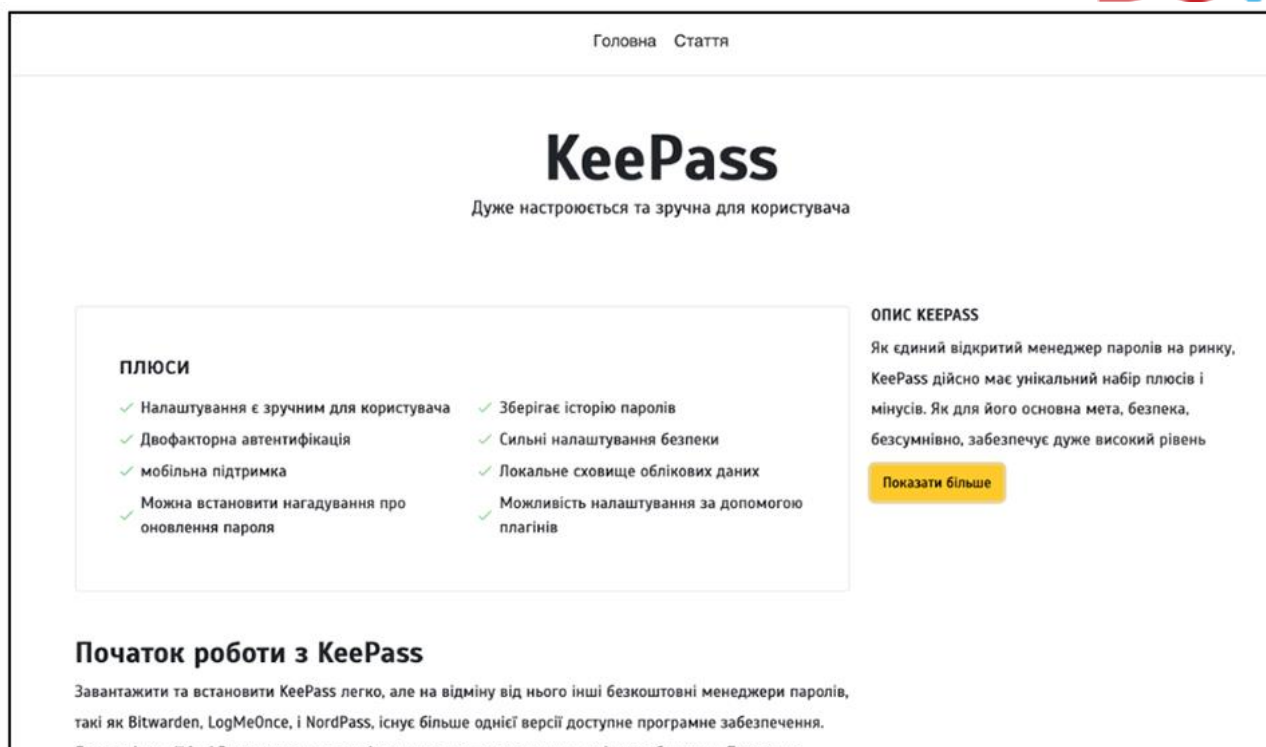 Головна Стаття
KeePass
Дуже настроюється та зручна для користувача
ПЛЮСИ
Налаштування є зручним для користувача
Двофакторна автентифікація
мобільна підтримка
Можна встановити нагадування про
оновлення пароля
Зберігає історію паролів
Сильні налаштування безпеки
Локальне сховище облікових даних
Можливість налаштування за допомогою
плагінів
ОПИС KEEPASS
Як єдиний відкритий менеджер паролів на ринку,
KeePass дійсно має унікальний набір плюсів і
мінусів. Як для його основна мета, безпека,
безсумнівно, забезпечує дуже високий рівень
Показати більше
Початок роботи з KeePass
Завантажити та встановити KeePass легко, але на відміну від нього інші безкоштовні менеджери паролів,
такі як Bitwarden, LogMeOnce, і NordPass, існує більше однієї версії доступне програмне забезпечення.